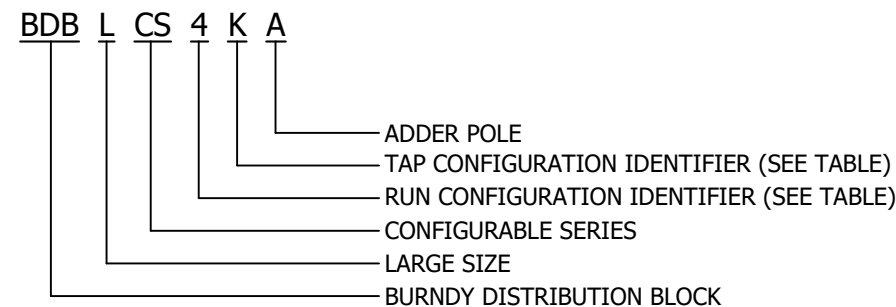 BDB L CS 4 K A
ADDER POLE
TAP CONFIGURATION IDENTIFIER (SEE TABLE)
RUN CONFIGURATION IDENTIFIER (SEE TABLE)
CONFIGURABLE SERIES
LARGE SIZE
BURNDY DISTRIBUTION BLOCK